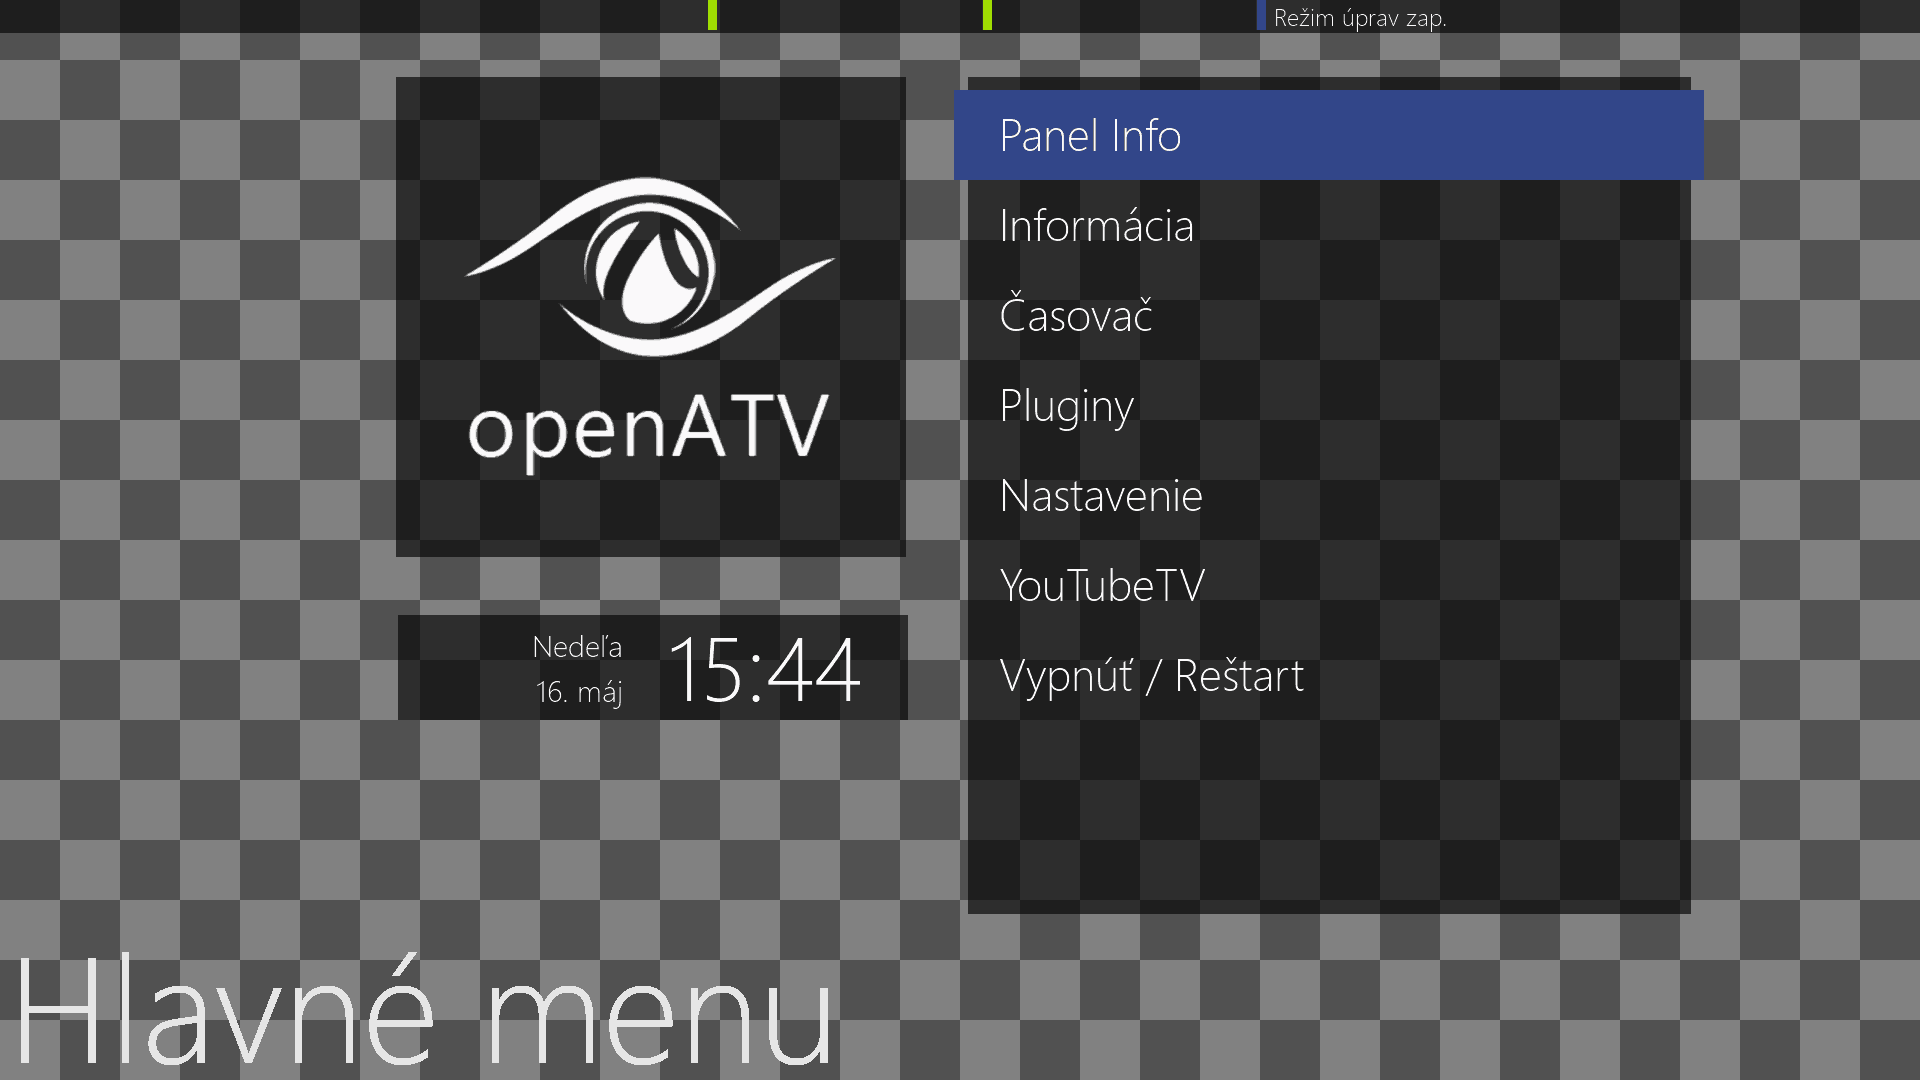 Režim úprav zap.
openATV
Nedeľa
16. máj
15:44
Panel Info
Informácia
Časovač
Pluginy
Nastavenie
YouTubeTV
Vypnúť / Reštart
Hlavné menu